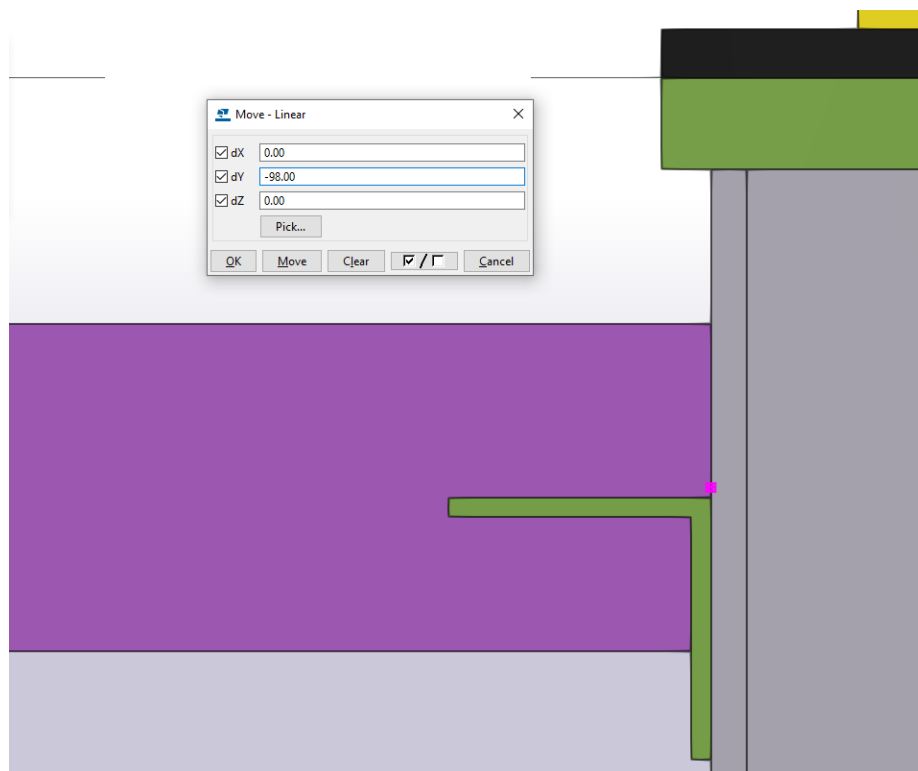 Move - Linear
dX 0.00
dY -98.00
dZ 0.00
Pick...
OK Move Clear / Cancel